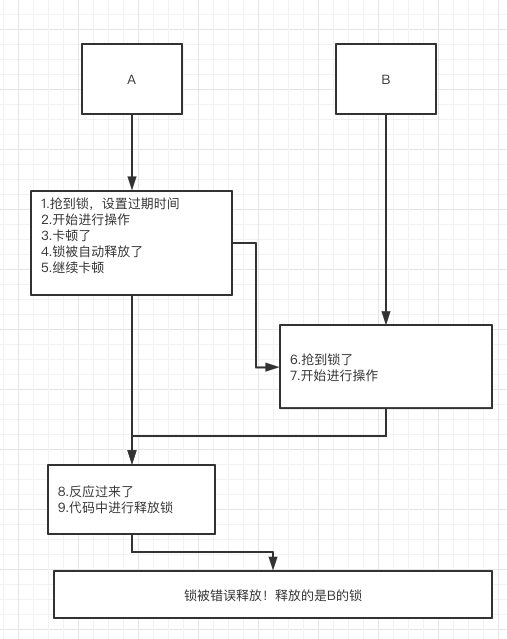 A
B
1.抢到锁，设置过期时间
2.开始进行操作
3.卡顿了
4.锁被自动释放了
5.继续卡顿
6.抢到锁了
7.开始进行操作
8.反应过来了
9.代码中进行释放锁
锁被错误释放！释放的是B的锁